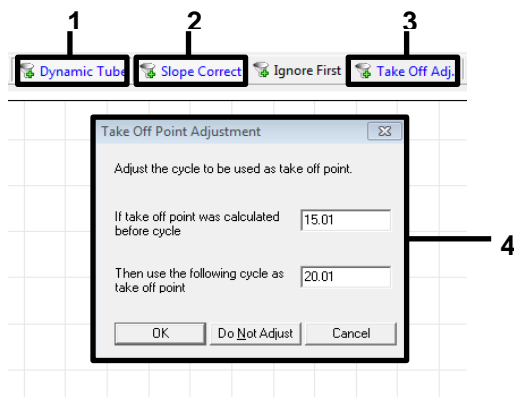 1 2 3
Dynamic Tube Slope Correct Ignore First Take Off Adj.
Take Off Point Adjustment
Adjust the cycle to be used as take off point.
If take off point was calculated
before cycle
15.01
Then use the following cycle as
take off point
20.01
OK Do Not Adjust Cancel
4